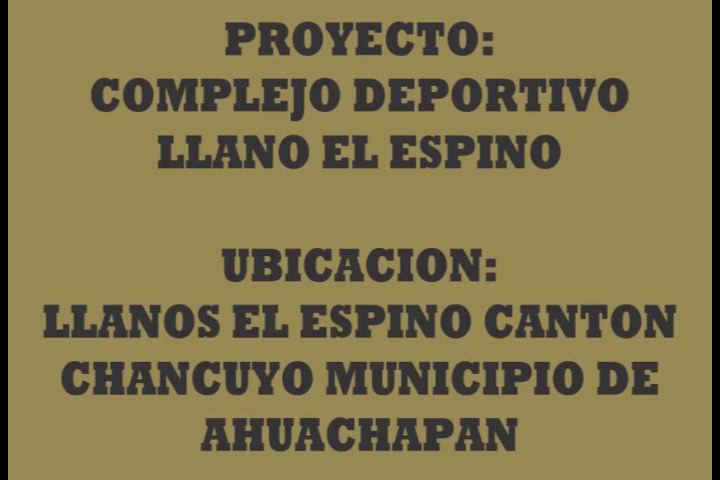 PROYECTO:
COMPLEJO DEPORTIVO
LLANO EL ESPINO
UBICACION:
LLANOS EL ESPINO CANTON
CHANCUYO MUNICIPIO DE
AHUACHAPAN